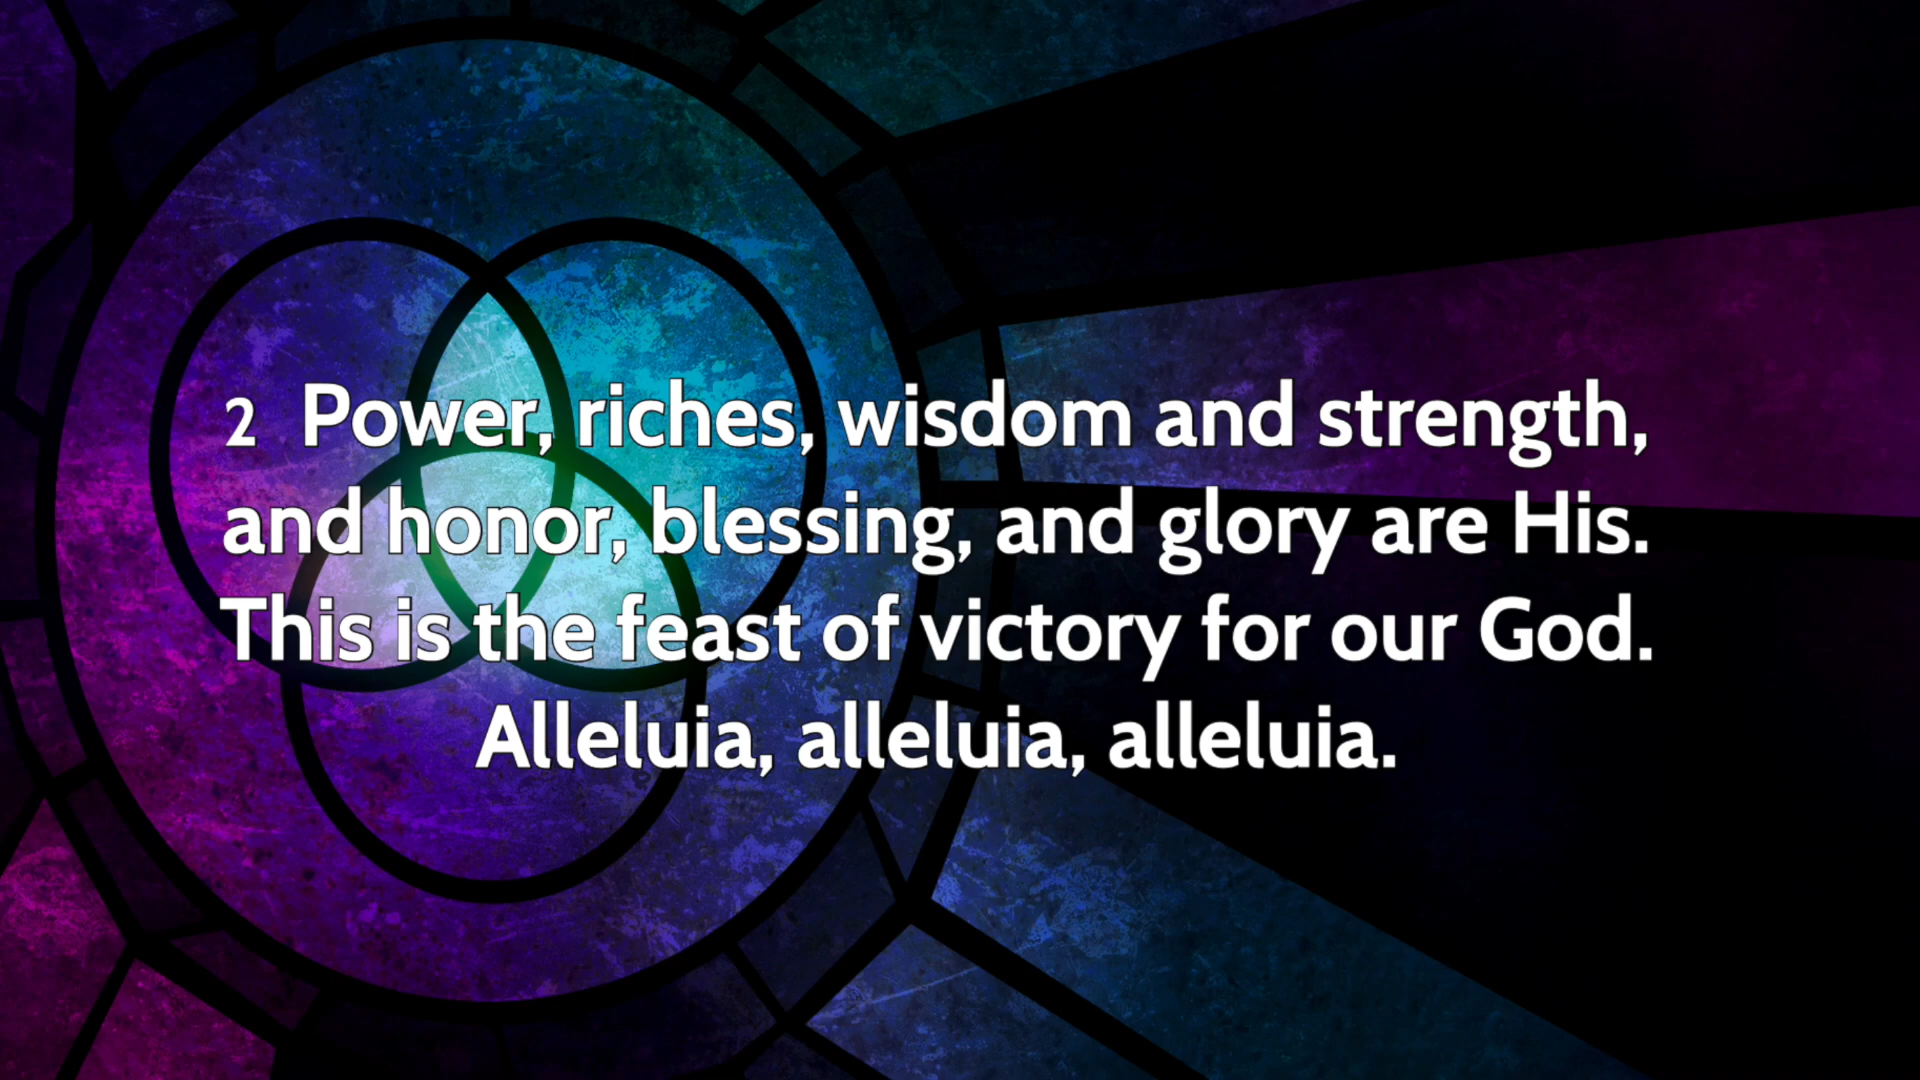 2 Power, riches, wisdom and strength,
and honor, blessing, and glory are His.
This is the feast of victory for our God.
Alleluia, alleluia, alleluia.